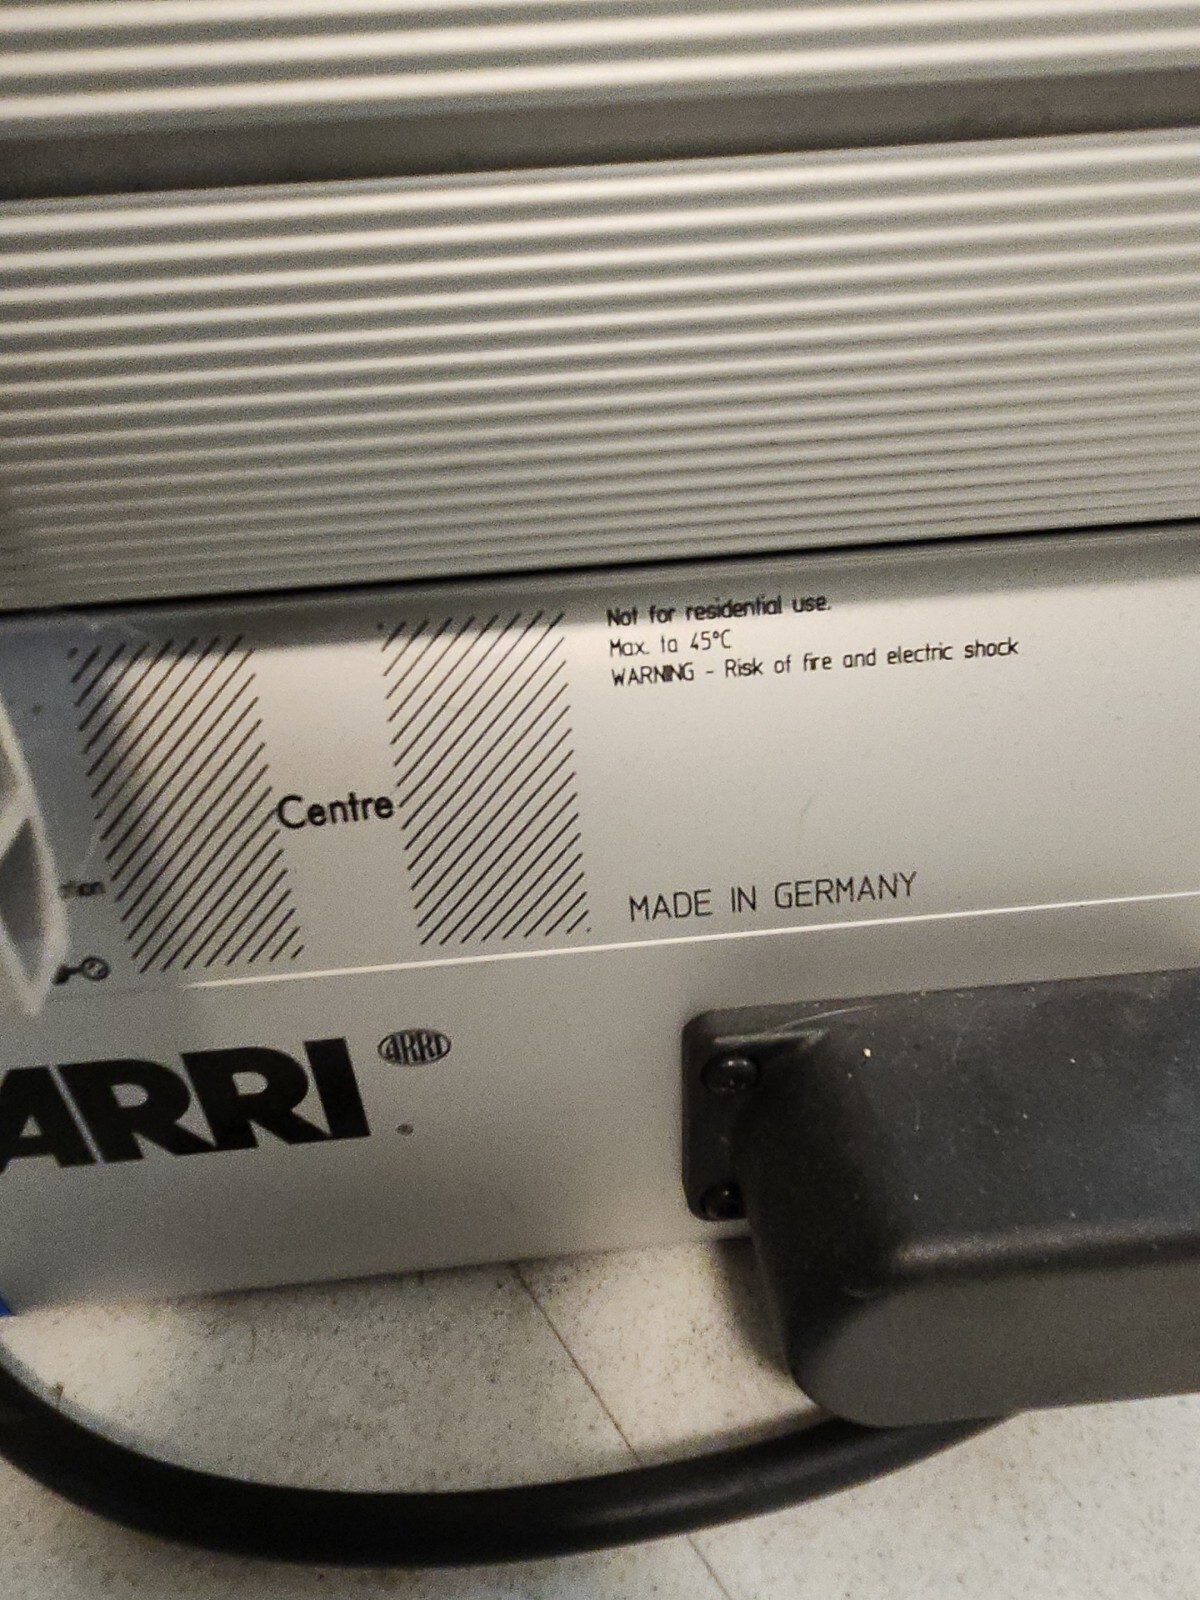 Not for residential use.
Max. ta 45°C
WARNING - Risk of fire and electric shock
Centre
MADE IN GERMANY
ARRI ARRI